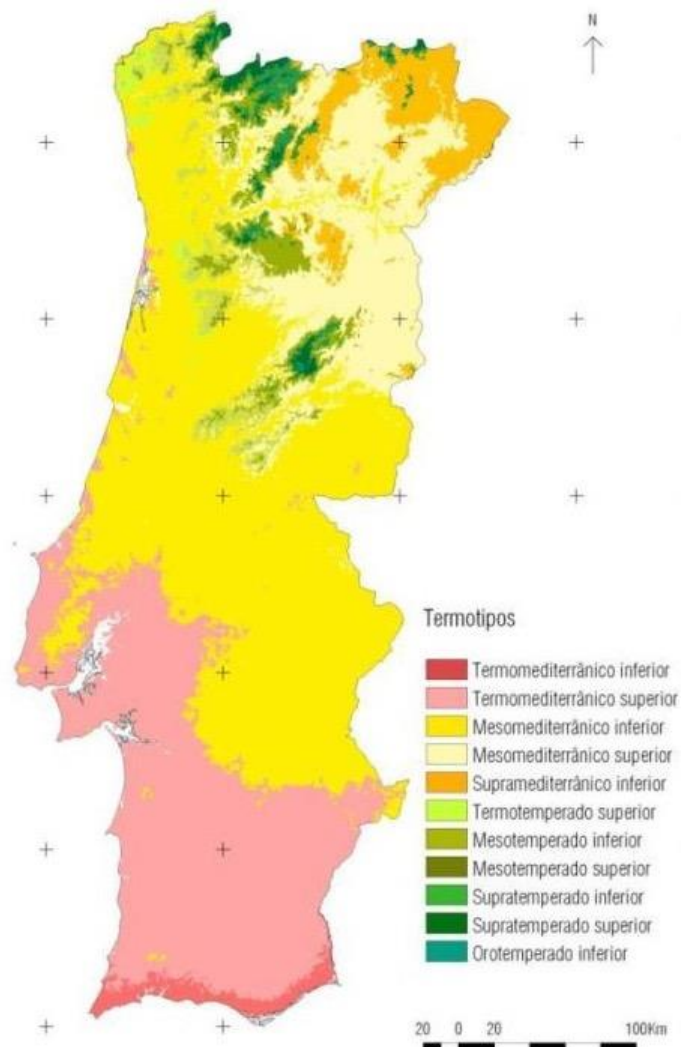 N
Termotipos
Termomediterrânico inferior
Termomediterrânico superior
Mesomediterrânico inferior
Mesomediterrânico superior
Supramediterrânico inferior
Termotemperado superior
Mesotemperado inferior
Mesotemperado superior
Supratemperado inferior
Supratemperado superior
Orotemperado inferior
20 0 20 100Km